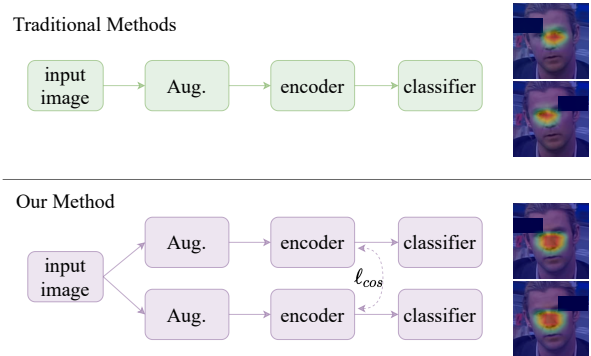 Traditional Methods
input
image
Aug.
encoder
classifier
Our Method
Aug.
encoder
classifier
input
image
ℓcos
Aug.
encoder
classifier